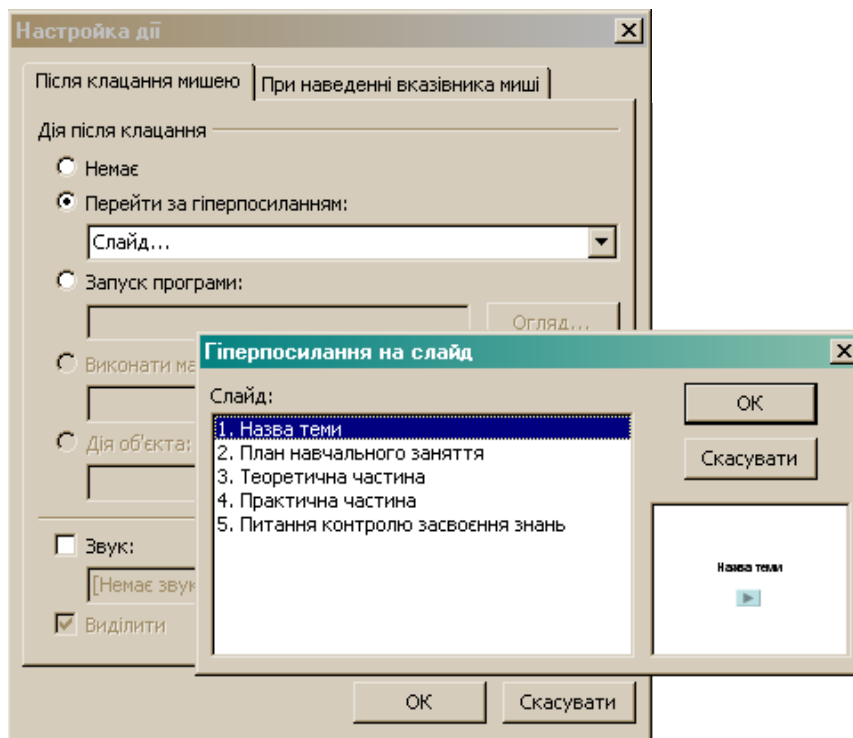 Настройка дії
Після клацання мишею
При наведенні вказівника миші
Дія після клацання
Немає
Перейти за гіперпосиланням:
Слайд...
Запуск програми:
Огляд...
Виконати ма
Дія об'єкта:
Звук:
[Немає звук
Виділити
ОК
Скасувати
Гіперпосилання на слайд
Слайд:
1. Назва теми
2. План навчального заняття
3. Теоретична частина
4. Практична частина
5. Питання контролю засвоєння знань
ОК
Скасувати
Назва теми